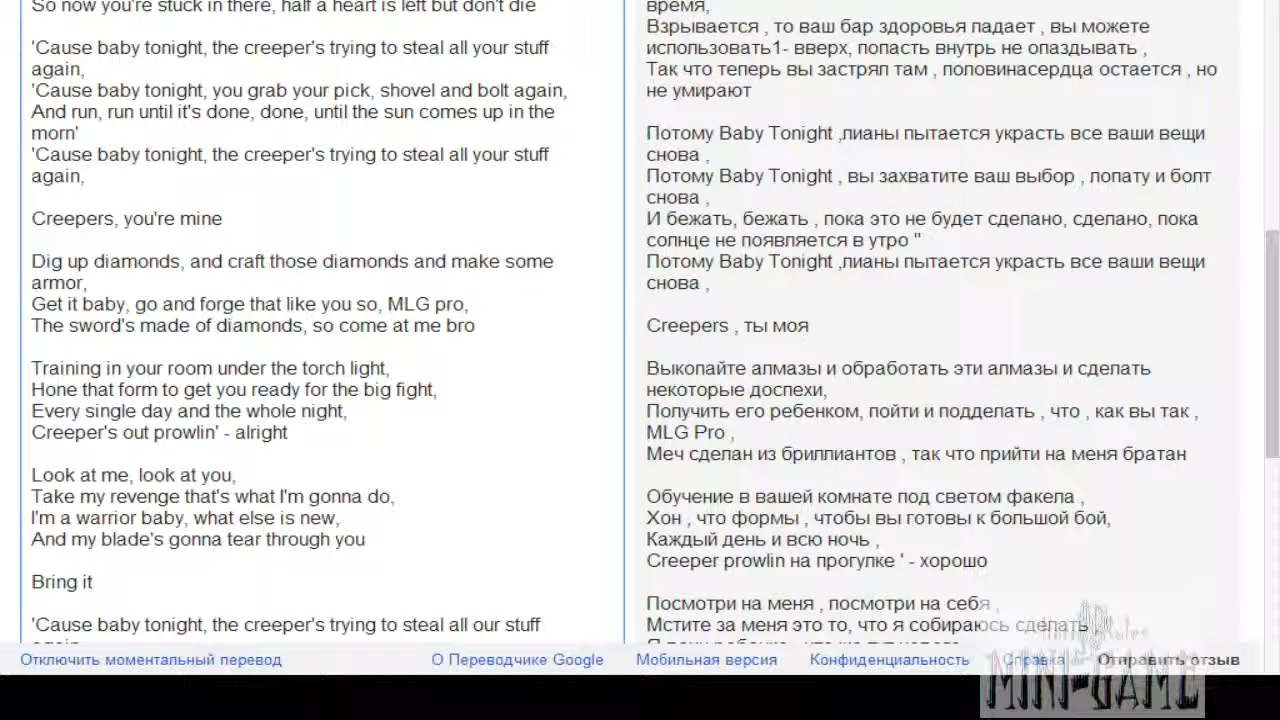 So now you're stuck in there, half a heart is left but don't die
'Cause baby tonight, the creeper's trying to steal all your stuff
again,
'Cause baby tonight, you grab your pick, shovel and bolt again,
And run, run until it's done, done, until the sun comes up in the
morn'
'Cause baby tonight, the creeper's trying to steal all your stuff
again,
Creepers, you're mine
Dig up diamonds, and craft those diamonds and make some
armor,
Get it baby, go and forge that like you so, MLG pro,
The sword's made of diamonds, so come at me bro
Training in your room under the torch light,
Hone that form to get you ready for the big fight,
Every single day and the whole night,
Creeper's out prowlin' - alright
Look at me, look at you,
Take my revenge that's what I'm gonna do,
I'm a warrior baby, what else is new,
And my blade's gonna tear through you
Bring it
'Cause baby tonight, the creeper's trying to steal all our stuff
again,
время,
Взрывается , то ваш бар здоровья падает , вы можете
использовать1- вверх, попасть внутрь не опаздывать ,
Так что теперь вы застрял там , половинасердца остается , но
не умирают
Потому Baby Tonight ,лианы пытается украсть все ваши вещи
снова ,
Потому Baby Tonight , вы захватите ваш выбор , лопату и болт
снова ,
И бежать, бежать , пока это не будет сделано, сделано, пока
солнце не появляется в утро "
Потому Baby Tonight ,лианы пытается украсть все ваши вещи
снова ,
Creepers , ты моя
Выкопайте алмазы и обработать эти алмазы и сделать
некоторые доспехи,
Получить его ребенком, пойти и подделать , что , как вы так ,
MLG Pro ,
Меч сделан из бриллиантов , так что прийти на меня братан
Обучение в вашей комнате под светом факела ,
Хон , что формы , чтобы вы готовы к большой бой,
Каждый день и всю ночь ,
Creeper prowlin на прогулке ' - хорошо
Посмотри на меня , посмотри на себя ,
Мстите за меня это то, что я собираюсь сделать ,
Отключить моментальный перевод
О Переводчике Google
Мобильная версия
Конфиденциальность
Справка
Отправить отзыв
MINI-GAME